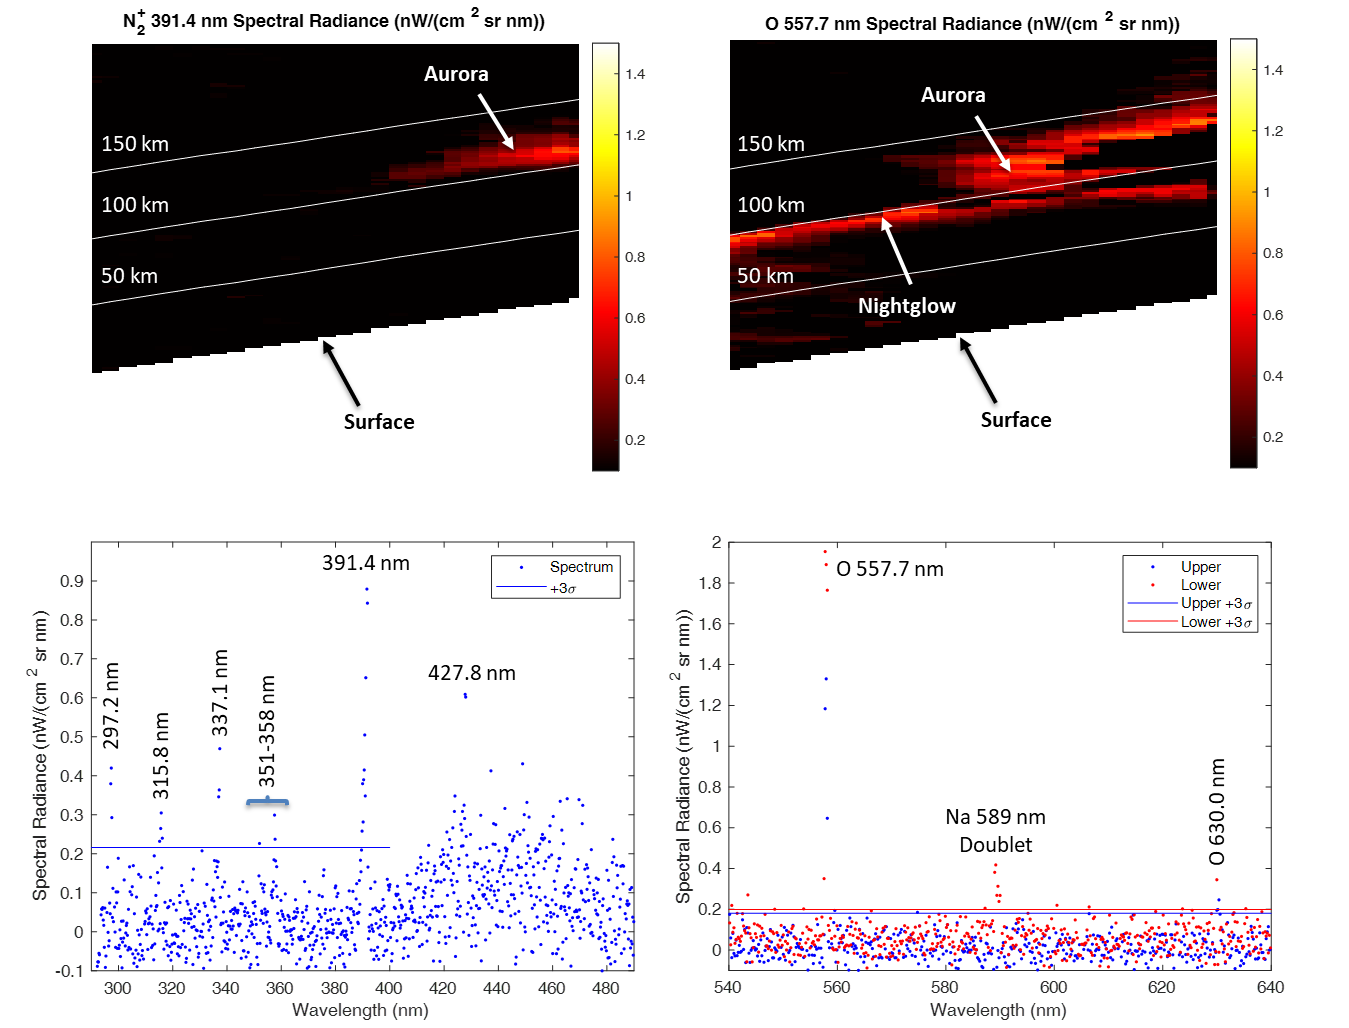 N2+ 391.4 nm Spectral Radiance (nW/(cm 2 sr nm))
Aurora
150 km
100 km
50 km
Surface
1.4
1.2
1
0.8
0.6
0.4
0.2
O 557.7 nm Spectral Radiance (nW/(cm 2 sr nm))
Aurora
150 km
100 km
50 km
Nightglow
Surface
1.4
1.2
1
0.8
0.6
0.4
0.2
Spectral Radiance (nW/(cm 2 sr nm))
0.9
0.8
0.7
0.6
0.5
0.4
0.3
0.2
0.1
0
-0.1
297.2 nm
315.8 nm
337.1 nm
351-358 nm
391.4 nm
427.8 nm
Spectrum
+3σ
300 320 340 360 380 400 420 440 460 480
Wavelength (nm)
Spectral Radiance (nW/(cm 2 sr nm))
2
1.8
1.6
1.4
1.2
1
0.8
0.6
0.4
0.2
0
O 557.7 nm
Na 589 nm
Doublet
O 630.0 nm
Upper
Lower
Upper +3σ
Lower +3σ
540 560 580 600 620 640
Wavelength (nm)